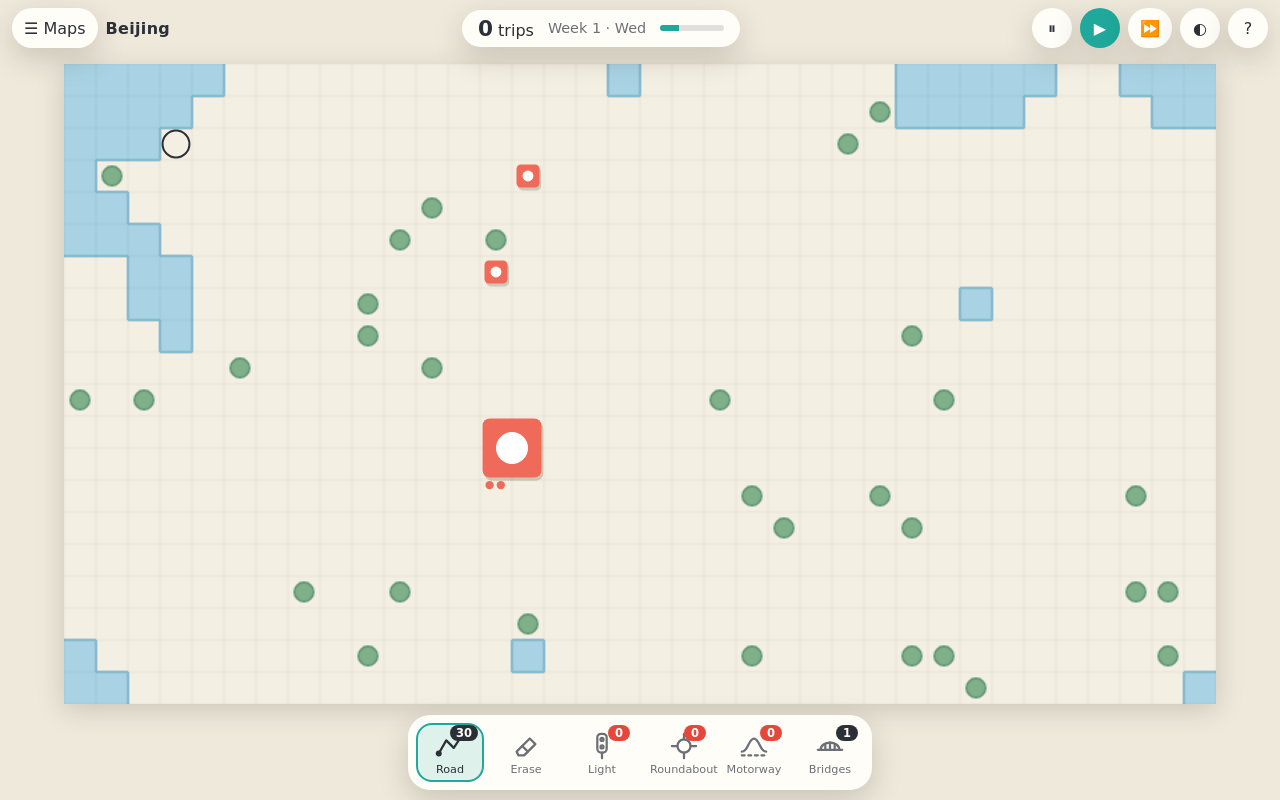 ☰ Maps
Beijing
0 trips Week 1 · Wed
?
30
Road
Erase
0
Light
0
Roundabout
0
Motorway
1
Bridges